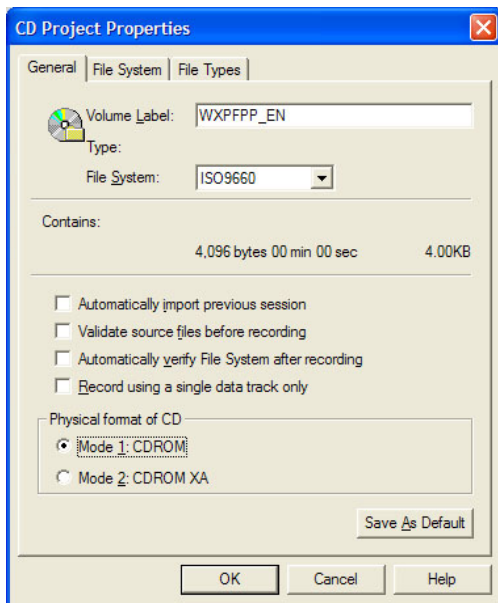 CD Project Properties
General File System File Types
Volume Label: WXPFPP_EN
Type:
File System: ISO9660
Contains:
4,096 bytes 00 min 00 sec 4.00KB
Automatically import previous session
Validate source files before recording
Automatically verify File System after recording
Record using a single data track only
Physical format of CD
Mode 1: CDROM
Mode 2: CDROM XA
Save As Default
OK Cancel Help